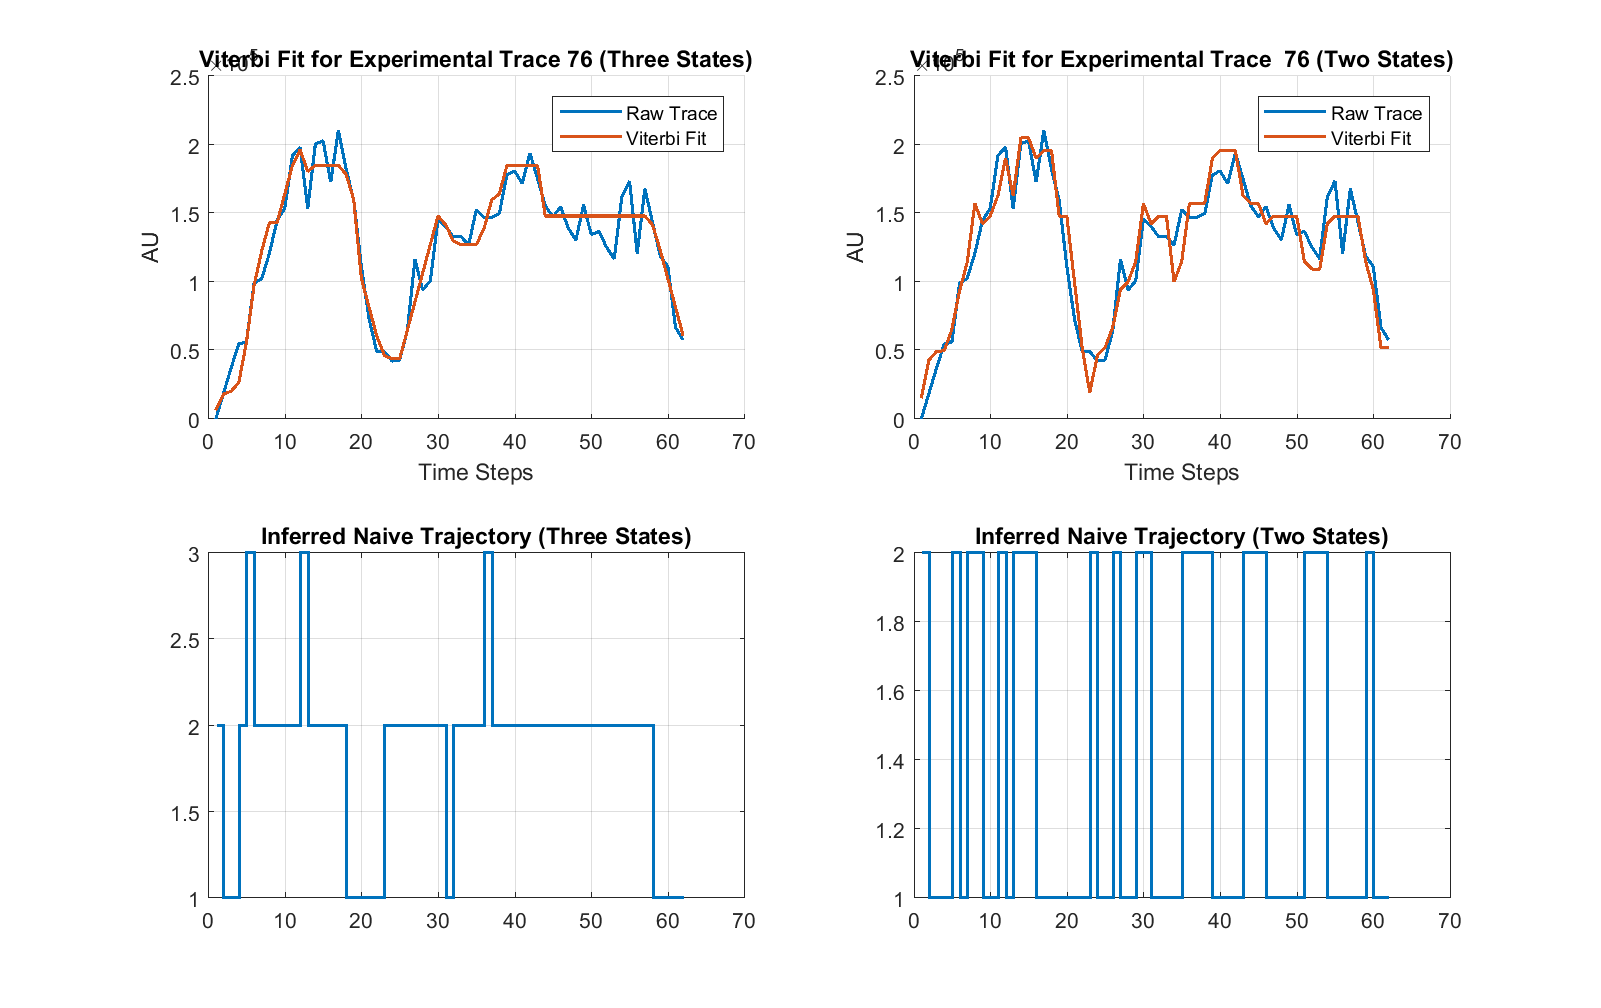 Viterbi Fit for Experimental Trace 76 (Three States)
×10^5
2.5
2
1.5
1
0.5
0
AU
0 10 20 30 40 50 60 70
Time Steps
Raw Trace
Viterbi Fit
Viterbi Fit for Experimental Trace  76 (Two States)
×10^5
2.5
2
1.5
1
0.5
0
AU
0 10 20 30 40 50 60 70
Time Steps
Raw Trace
Viterbi Fit
Inferred Naive Trajectory (Three States)
3
2.5
2
1.5
1
0 10 20 30 40 50 60 70
Inferred Naive Trajectory (Two States)
2
1.8
1.6
1.4
1.2
1
0 10 20 30 40 50 60 70